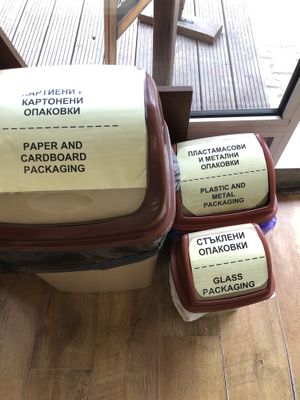 КАРТОНЕНИ
ОПАКОВКИ
PAPER AND
CARDBOARD
PACKAGING
ПЛАСТМАСОВИ
И МЕТАЛНИ
ОПАКОВКИ
PLASTIC AND
METAL
PACKAGING
СТЪКЛЕНИ
ОПАКОВКИ
GLASS
PACKAGING